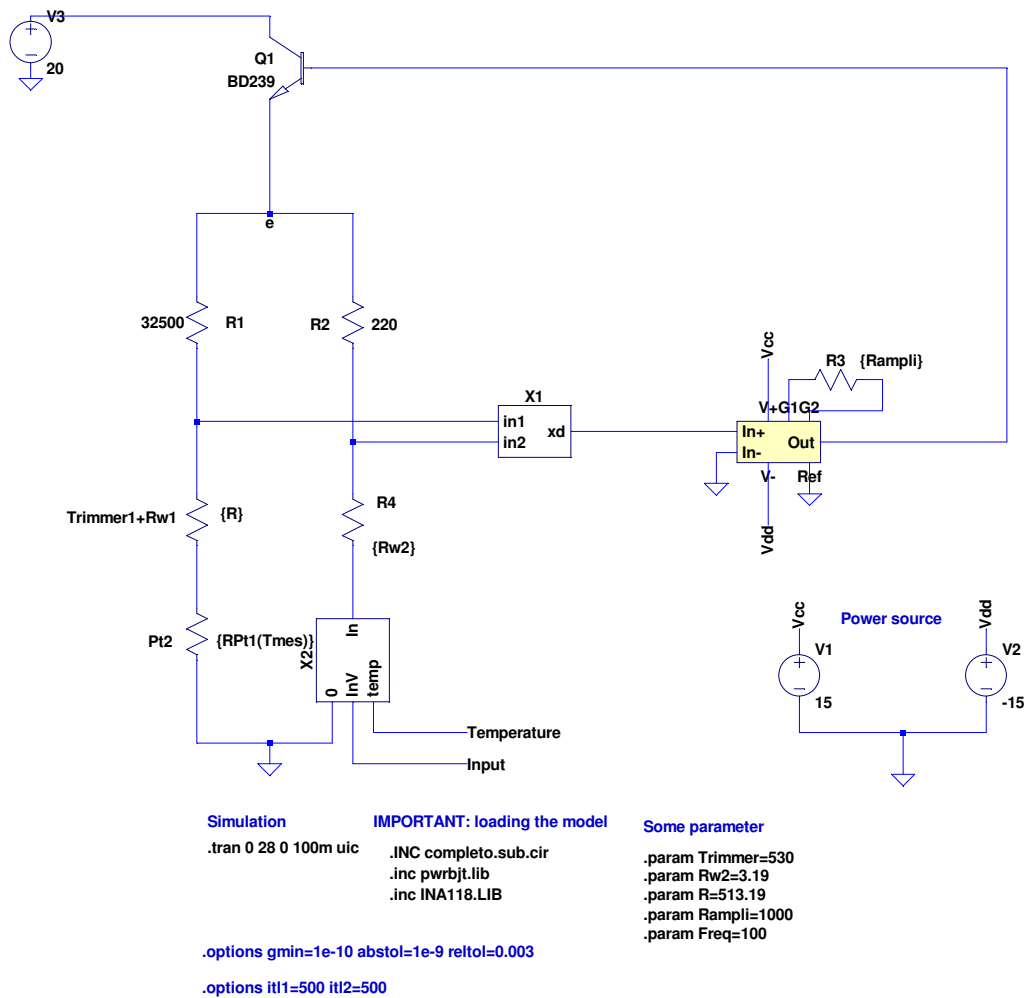 V3
20
Q1
BD239
e
32500
R1
R2
220
Vcc
R3
{Rampli}
V+G1G2
X1
in1
in2
xd
In+
In-
Out
V-
Ref
Vdd
Trimmer1+Rw1
{R}
R4
{Rw2}
Pt2
{RPt1(Tmes)}
X2
In
0
InV
temp
Temperature
Input
Power source
Vcc
V1
15
Vdd
V2
-15
Simulation
.tran 0 28 0 100m uic
IMPORTANT: loading the model
.INC completo.sub.cir
.inc pwrbjt.lib
.inc INA118.LIB
Some parameter
.param Trimmer=530
.param Rw2=3.19
.param R=513.19
.param Rampli=1000
.param Freq=100
.options gmin=1e-10 abstol=1e-9 reltol=0.003
.options itl1=500 itl2=500